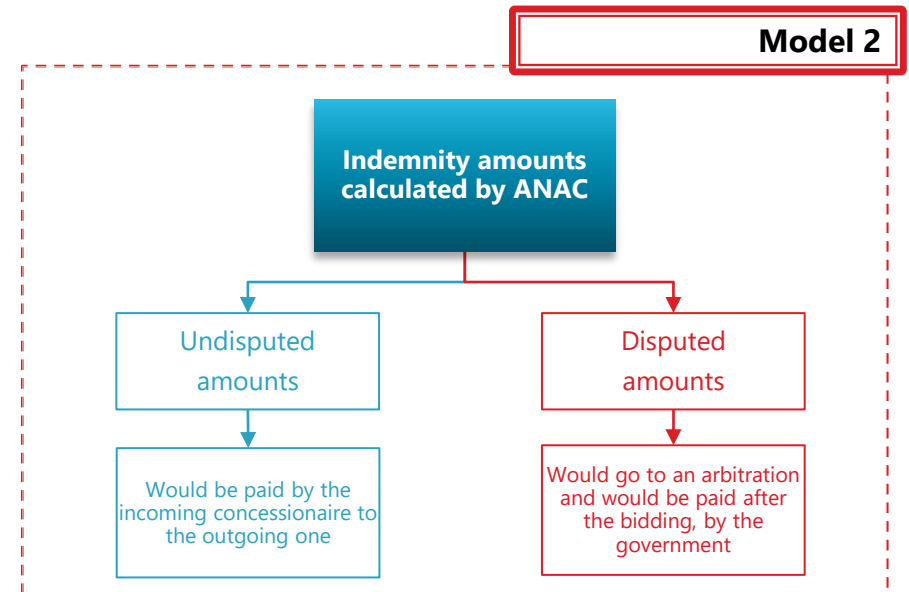 Model 2
Indemnity amounts
calculated by ANAC
Undisputed
amounts
Disputed
amounts
Would be paid by the
incoming concessionaire to
the outgoing one
Would go to an arbitration
and would be paid after
the bidding, by the
government